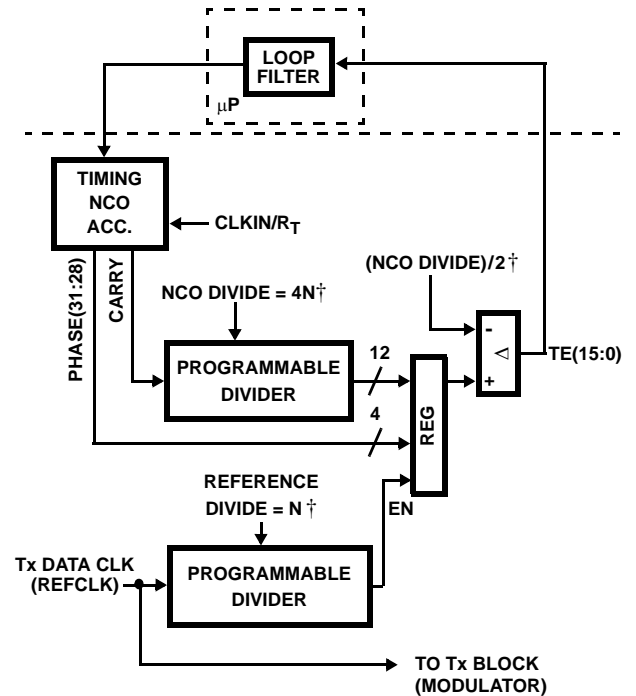 LOOP
FILTER
μP
TIMING
NCO
ACC.
CLKIN/RT
PHASE(31:28)
CARRY
NCO DIVIDE = 4N†
(NCO DIVIDE)/2†
PROGRAMMABLE
DIVIDER
12
4
REG
-
+
Δ
TE(15:0)
REFERENCE
DIVIDE = N†
EN
Tx DATA CLK
(REFCLK)
PROGRAMMABLE
DIVIDER
TO Tx BLOCK
(MODULATOR)